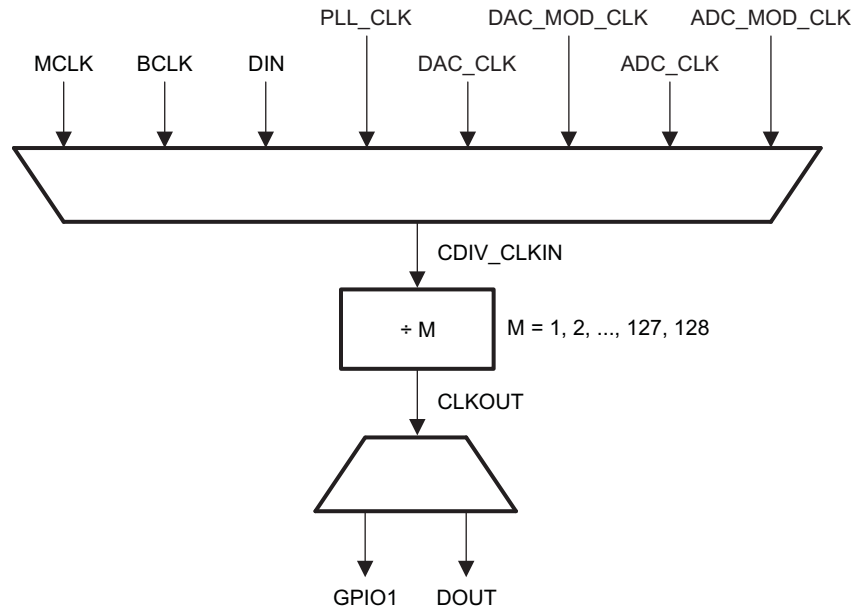 PLL_CLK DAC_MOD_CLK ADC_MOD_CLK
MCLK BCLK DIN DAC_CLK ADC_CLK
CDIV_CLKIN
÷ M M = 1, 2, ..., 127, 128
CLKOUT
GPIO1 DOUT